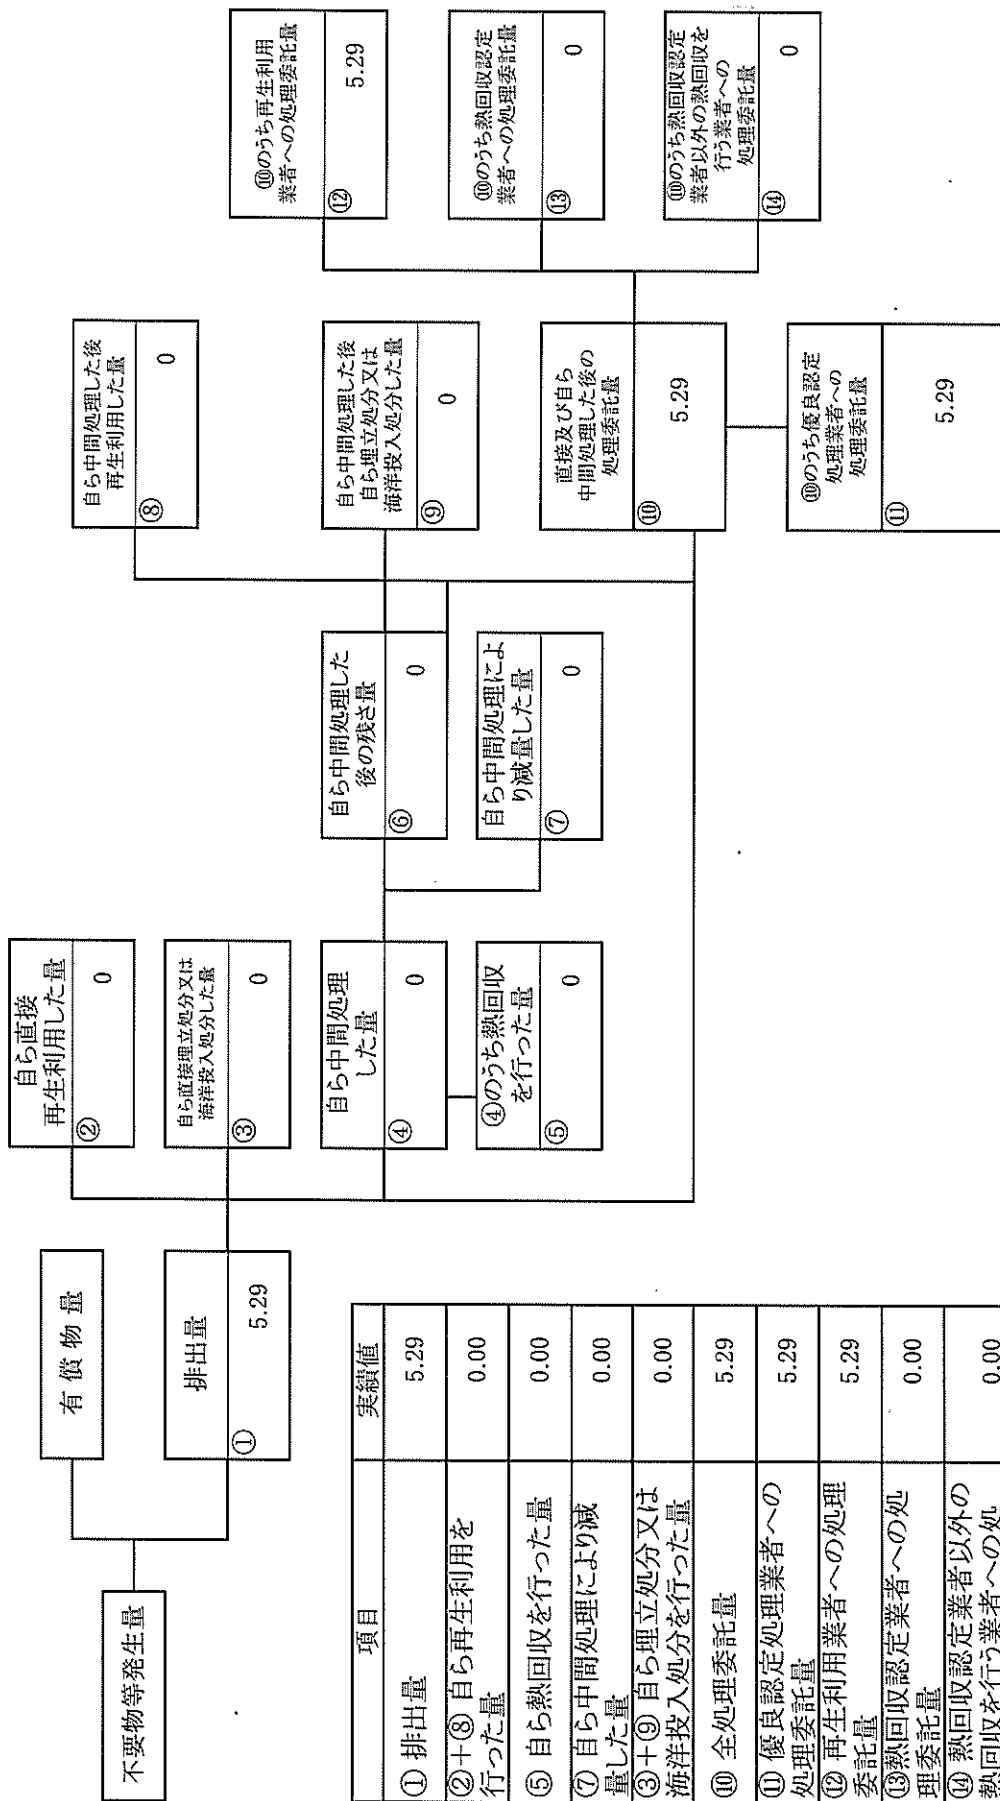 不要物等発生量
有償物量
排出量
①
5.29
自ら直接
再生利用した量
②
0
自ら直接埋立処分又は
海洋投入処分した量
③
0
自ら中間処理
した量
④
0
④のうち熱回収
を行った量
⑤
0
自ら中間処理した
後の残さ量
⑥
0
自ら中間処理によ
り減量した量
⑦
0
自ら中間処理した後
再生利用した量
⑧
0
自ら中間処理した後
自ら埋立処分又は
海洋投入処分した量
⑨
0
直接及び自ら
中間処理した後の
処理委託量
⑩
5.29
⑩のうち優良認定
処理業者への
処理委託量
⑪
5.29
⑩のうち再生利用
業者への処理委託量
⑫
5.29
⑩のうち熱回収認定
業者への処理委託量
⑬
0
⑩のうち熱回収認定
業者以外の熱回収を
行う業者への
処理委託量
⑭
0
項目 実績値
① 排出量 5.29
②+⑧ 自ら再生利用を
行った量 0.00
⑤ 自ら熱回収を行った量 0.00
⑦ 自ら中間処理により減
量した量 0.00
③+⑨ 自ら埋立処分又は
海洋投入処分を行った量 0.00
⑩ 全処理委託量 5.29
⑪ 優良認定処理業者への
処理委託量 5.29
⑫ 再生利用業者への処理
委託量 5.29
⑬熱回収認定業者への処
理委託量 0.00
⑭ 熱回収認定業者以外の
熱回収を行う業者への処 0.00